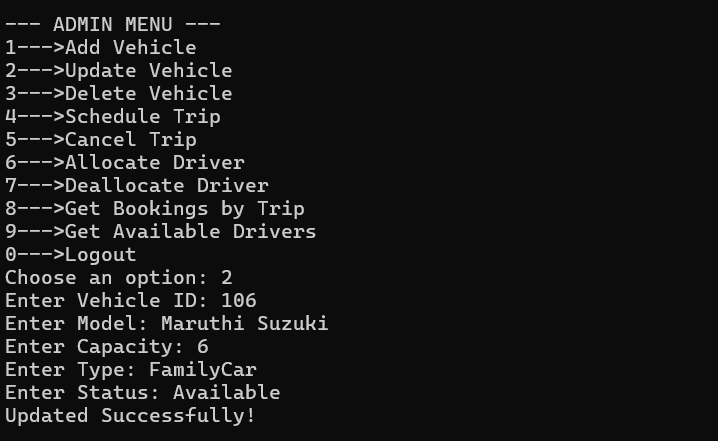 --- ADMIN MENU ---
1--->Add Vehicle
2--->Update Vehicle
3--->Delete Vehicle
4--->Schedule Trip
5--->Cancel Trip
6--->Allocate Driver
7--->Deallocate Driver
8--->Get Bookings by Trip
9--->Get Available Drivers
0--->Logout
Choose an option: 2
Enter Vehicle ID: 106
Enter Model: Maruthi Suzuki
Enter Capacity: 6
Enter Type: FamilyCar
Enter Status: Available
Updated Successfully!